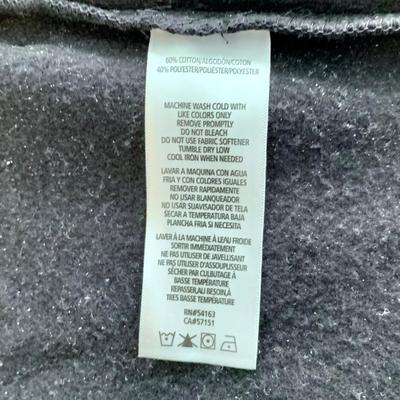 60% COTTON/ALGODÓN/COTON
40% POLYESTER/POLIÉSTER/POLYESTER
MACHINE WASH COLD WITH
LIKE COLORS ONLY
REMOVE PROMPTLY
DO NOT BLEACH
DO NOT USE FABRIC SOFTENER
TUMBLE DRY LOW
COOL IRON WHEN NEEDED
LAVAR A MAQUINA CON AGUA
FRIA Y CON COLORES IGUALES
REMOVER RAPIDAMENTE
NO USAR BLANQUEADOR
NO USAR SUAVISADOR DE TELA
SECAR A TEMPERATURA BAJA
PLANCHA FRIA SI NECESITA
LAVER À LA MACHINE À LEAU FROIDE
SORTIR IMMÉDIATEMENT
NE PAS UTILISER DE JAVELLISANT
NE PAS UTILISER D'ASSOUPLISSEUR
SÉCHER PAR CULBUTAGE À
BASSE TEMPÉRATURE
REPASSER,AU BESOIN,À
TRES BASSE TEMPÉRATURE
RN#54163
CA#57151